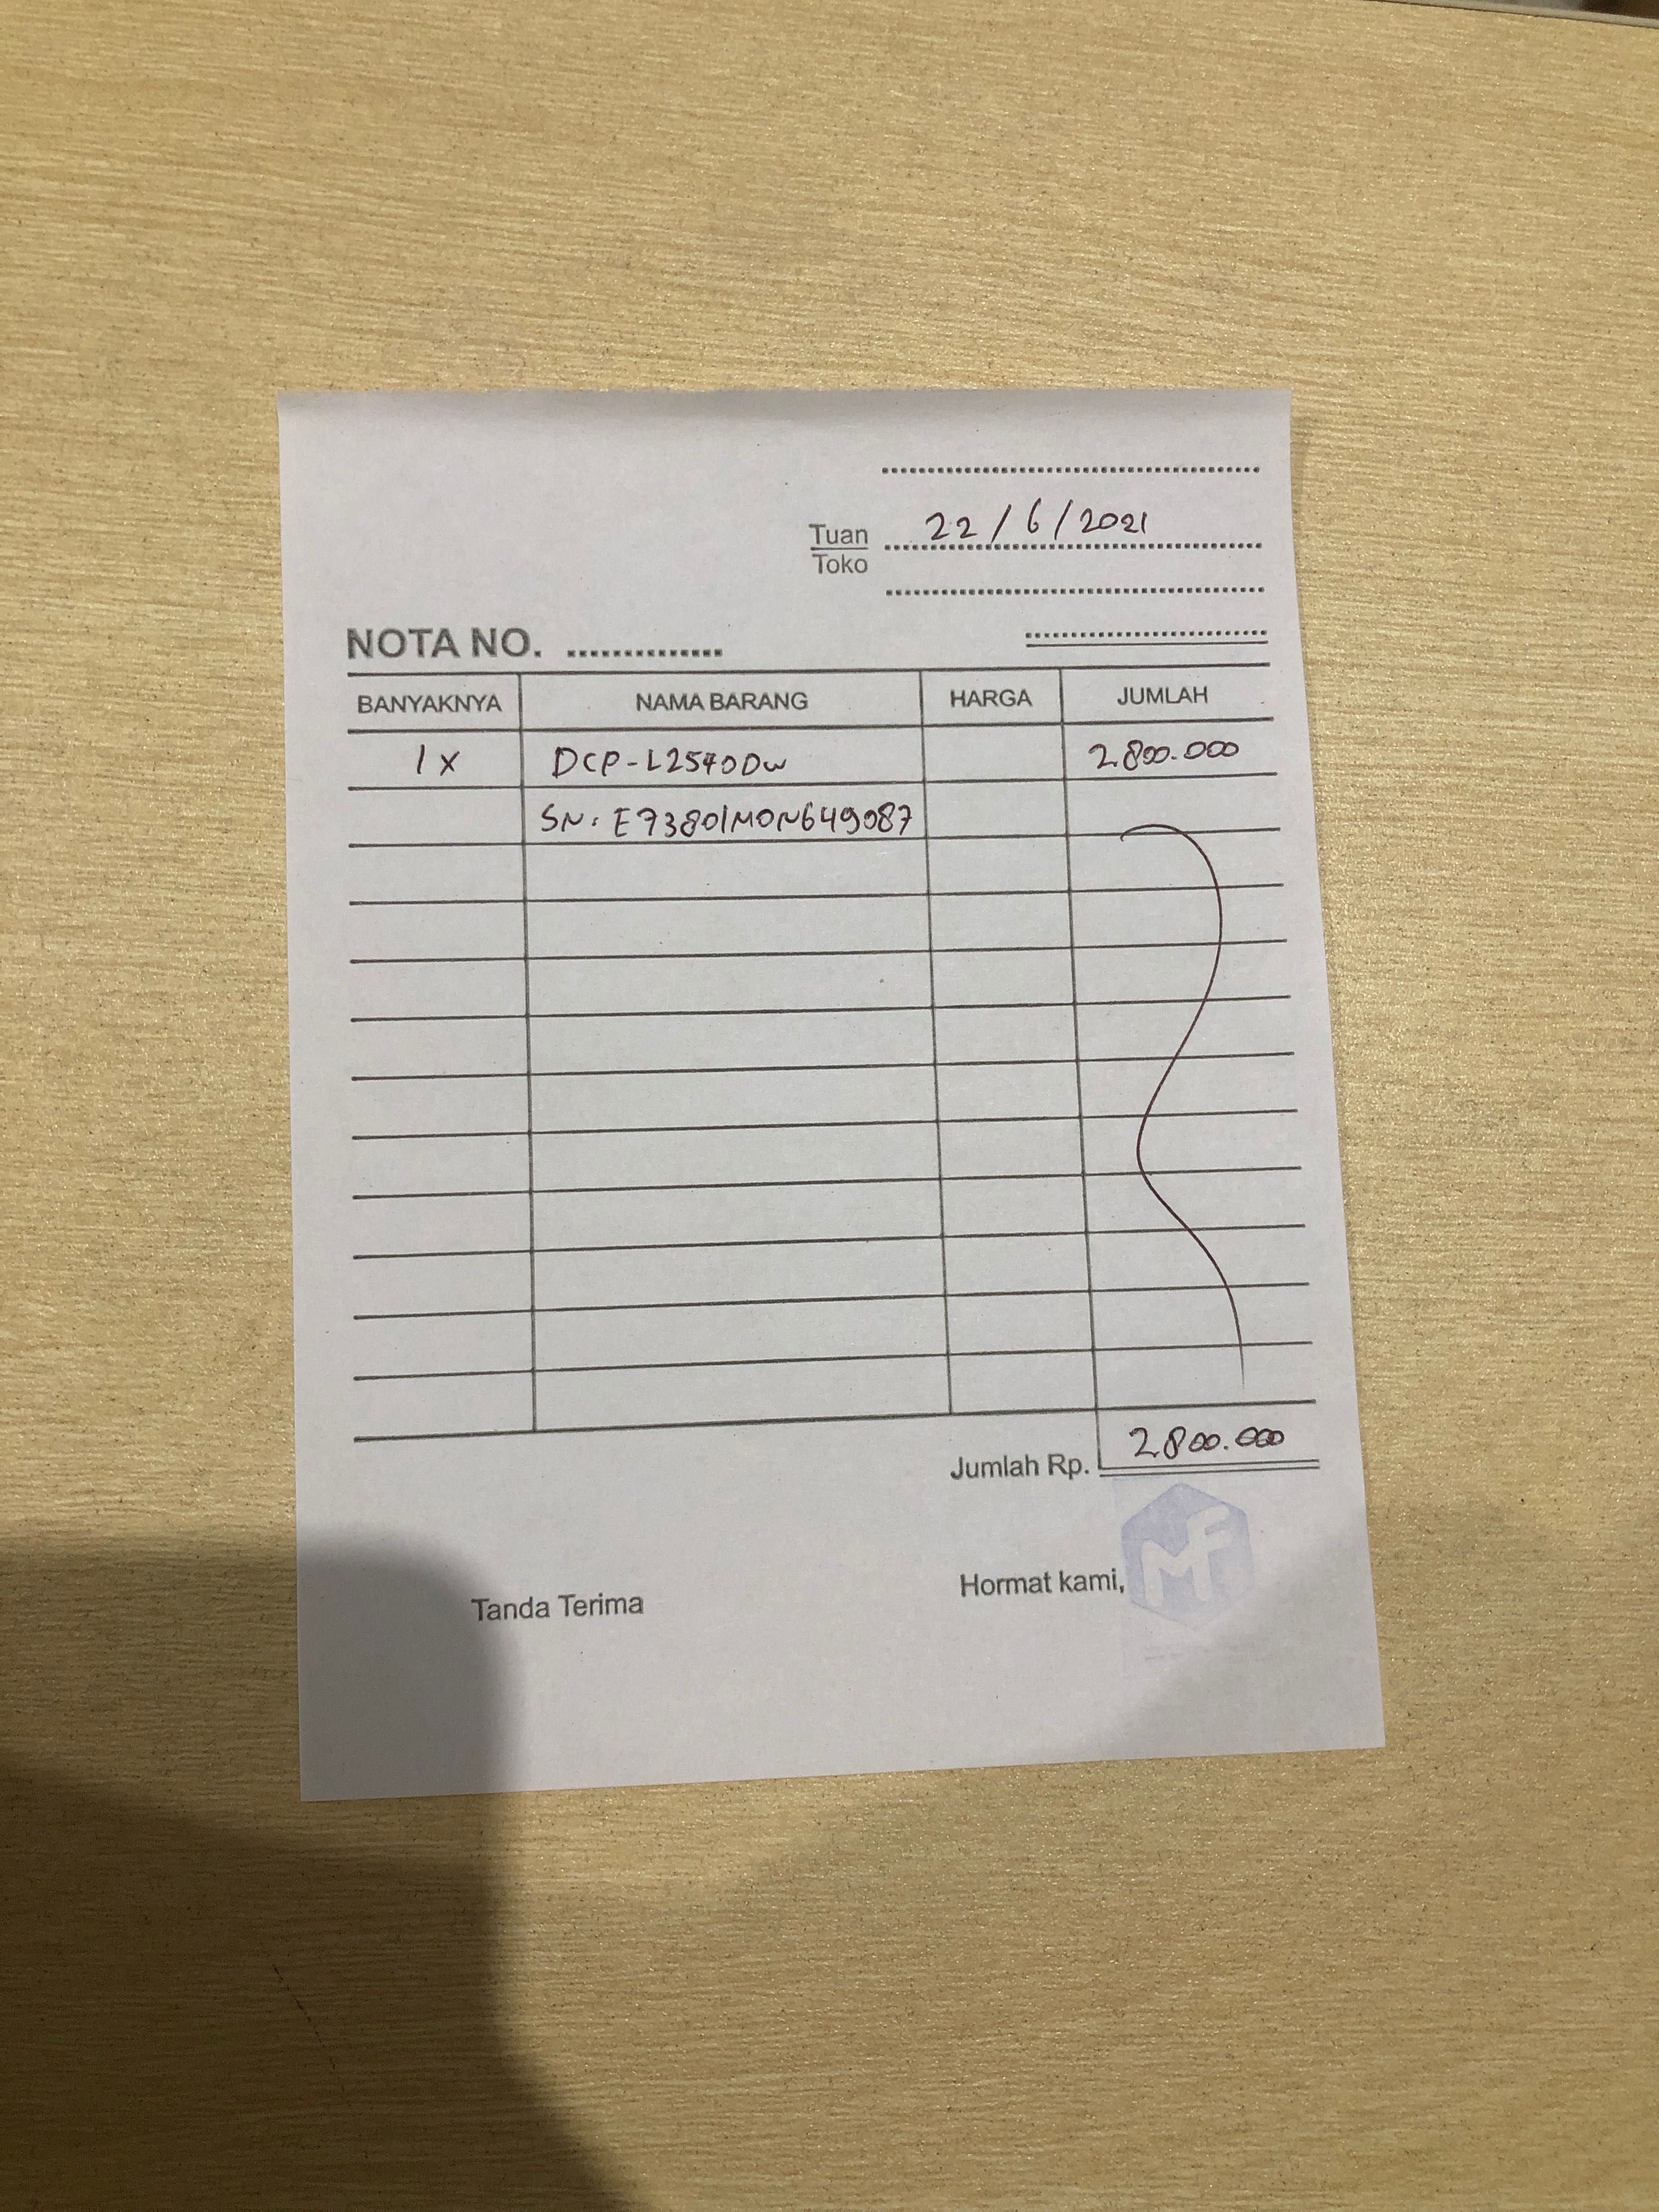 22/6/2021
Tuan
Toko
NOTA NO.
BANYAKNYA NAMA BARANG HARGA JUMLAH
1x DCP-L2540DW 2.800.000
SN: E73801M0N649087
Jumlah Rp. 2.800.000
Tanda Terima Hormat kami,
MF